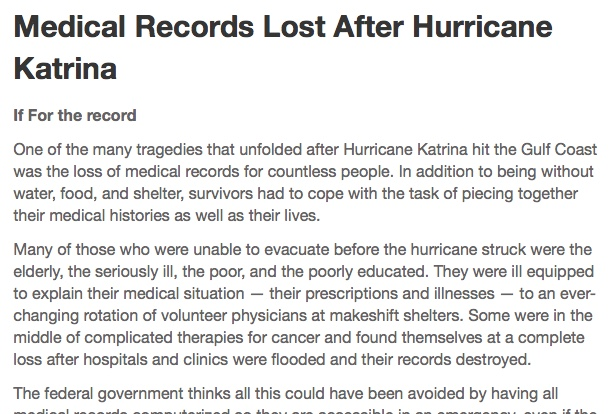 Medical Records Lost After Hurricane
Katrina
If For the record
One of the many tragedies that unfolded after Hurricane Katrina hit the Gulf Coast
was the loss of medical records for countless people. In addition to being without
water, food, and shelter, survivors had to cope with the task of piecing together
their medical histories as well as their lives.
Many of those who were unable to evacuate before the hurricane struck were the
elderly, the seriously ill, the poor, and the poorly educated. They were ill equipped
to explain their medical situation — their prescriptions and illnesses — to an ever-
changing rotation of volunteer physicians at makeshift shelters. Some were in the
middle of complicated therapies for cancer and found themselves at a complete
loss after hospitals and clinics were flooded and their records destroyed.
The federal government thinks all this could have been avoided by having all
medical records computerized so they are accessible in an emergency, even if the